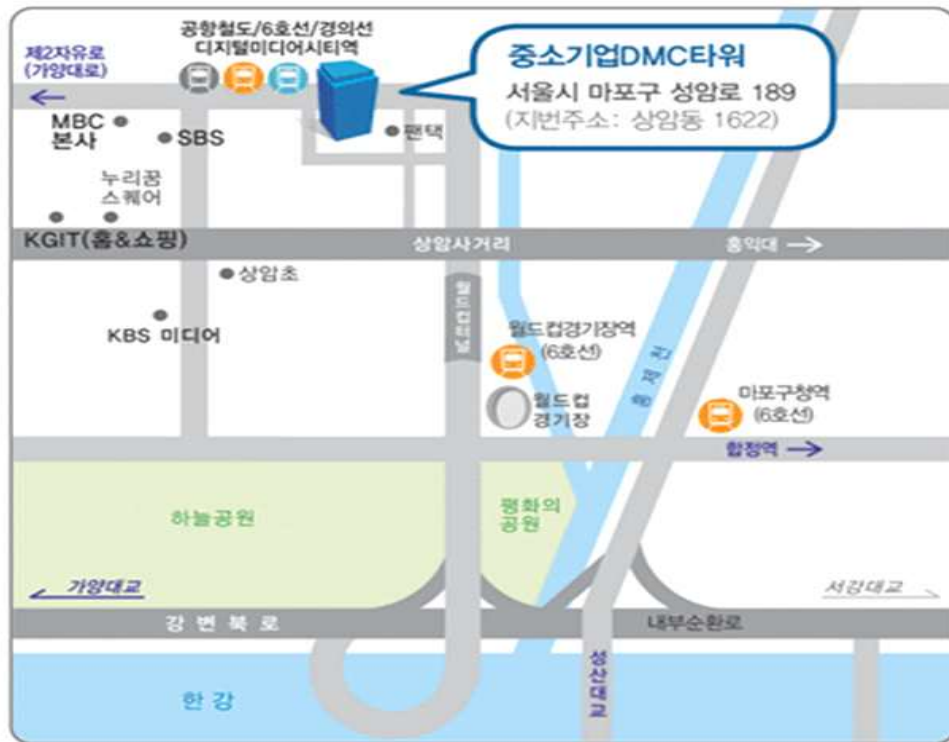 공항철도/6호선/경의선
디지털미디어시티역
제2자유로
(가양대로)
중소기업DMC타워
서울시 마포구 성암로 189
(지번주소: 상암동 1622)
MBC
본사
SBS
팬택
누리꿈
스퀘어
KGIT(홈&쇼핑)
상암사거리
홍익대
상암초
월드컵터널
KBS 미디어
월드컵경기장역
(6호선)
홍제천
월드컵
경기장
마포구청역
(6호선)
합정역
하늘공원
평화의
공원
가양대교
서강대교
강변북로
내부순환로
성산대교
한강